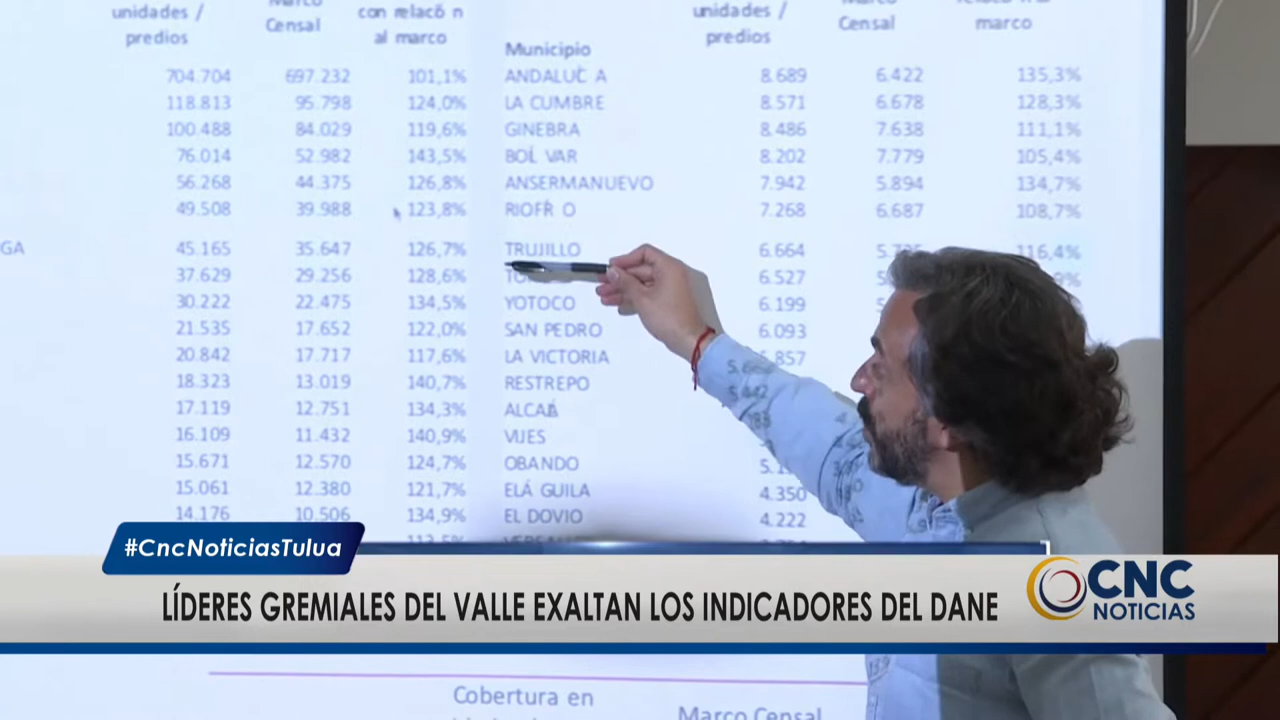 unidades / predios
Marco Censal
con relacó n al marco
Municipio
unidades / predios
Censal
marco
704.704 697.232 101,1% ANDALUĆ A 8.689 6.422 135,3%
118.813 95.798 124,0% LA CUMBRE 8.571 6.678 128,3%
100.488 84.029 119,6% GINEBRA 8.486 7.638 111,1%
76.014 52.982 143,5% BOĹ VAR 8.202 7.779 105,4%
56.268 44.375 126,8% ANSERMANUEVO 7.942 5.894 134,7%
49.508 39.988 123,8% RIOFŔ O 7.268 6.687 108,7%
GA 45.165 35.647 126,7% TRUJILLO 6.664 116,4%
37.629 29.256 128,6% 6.527
30.222 22.475 134,5% YOTOCO 6.199
21.535 17.652 122,0% SAN PEDRO 6.093
20.842 17.717 117,6% LA VICTORIA 5.857
18.323 13.019 140,7% RESTREPO
17.119 12.751 134,3% ALCAĹÁ
16.109 11.432 140,9% VIJES
15.671 12.570 124,7% OBANDO
15.061 12.380 121,7% ELÁ GUILA 4.350
14.176 10.506 134,9% EL DOVIO 4.222
#CncNoticiasTulua
LÍDERES GREMIALES DEL VALLE EXALTAN LOS INDICADORES DEL DANE
CNC
NOTICIAS
Cobertura en
Marco Censal